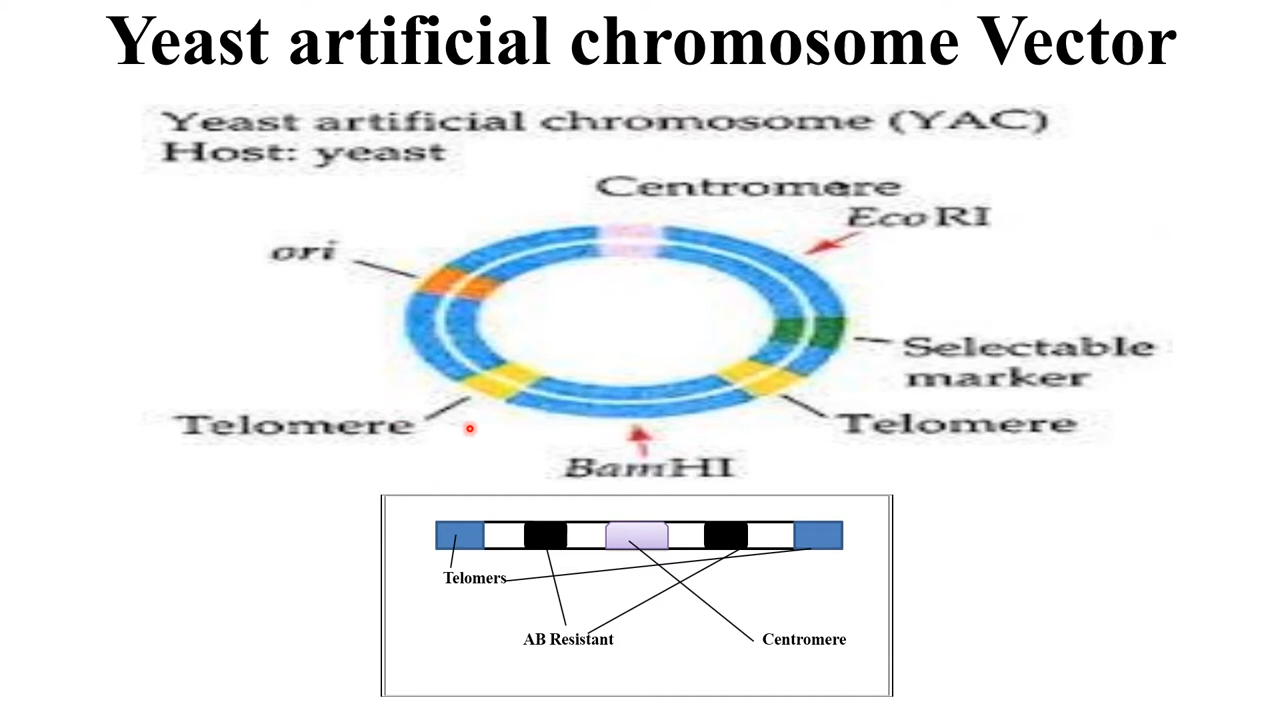 Yeast artificial chromosome Vector
Yeast artificial chromosome (YAC)
Host: yeast
Centromere
EcoRI
ori
Selectable
marker
Telomere
Telomere
BamHI
Telomers
AB Resistant
Centromere